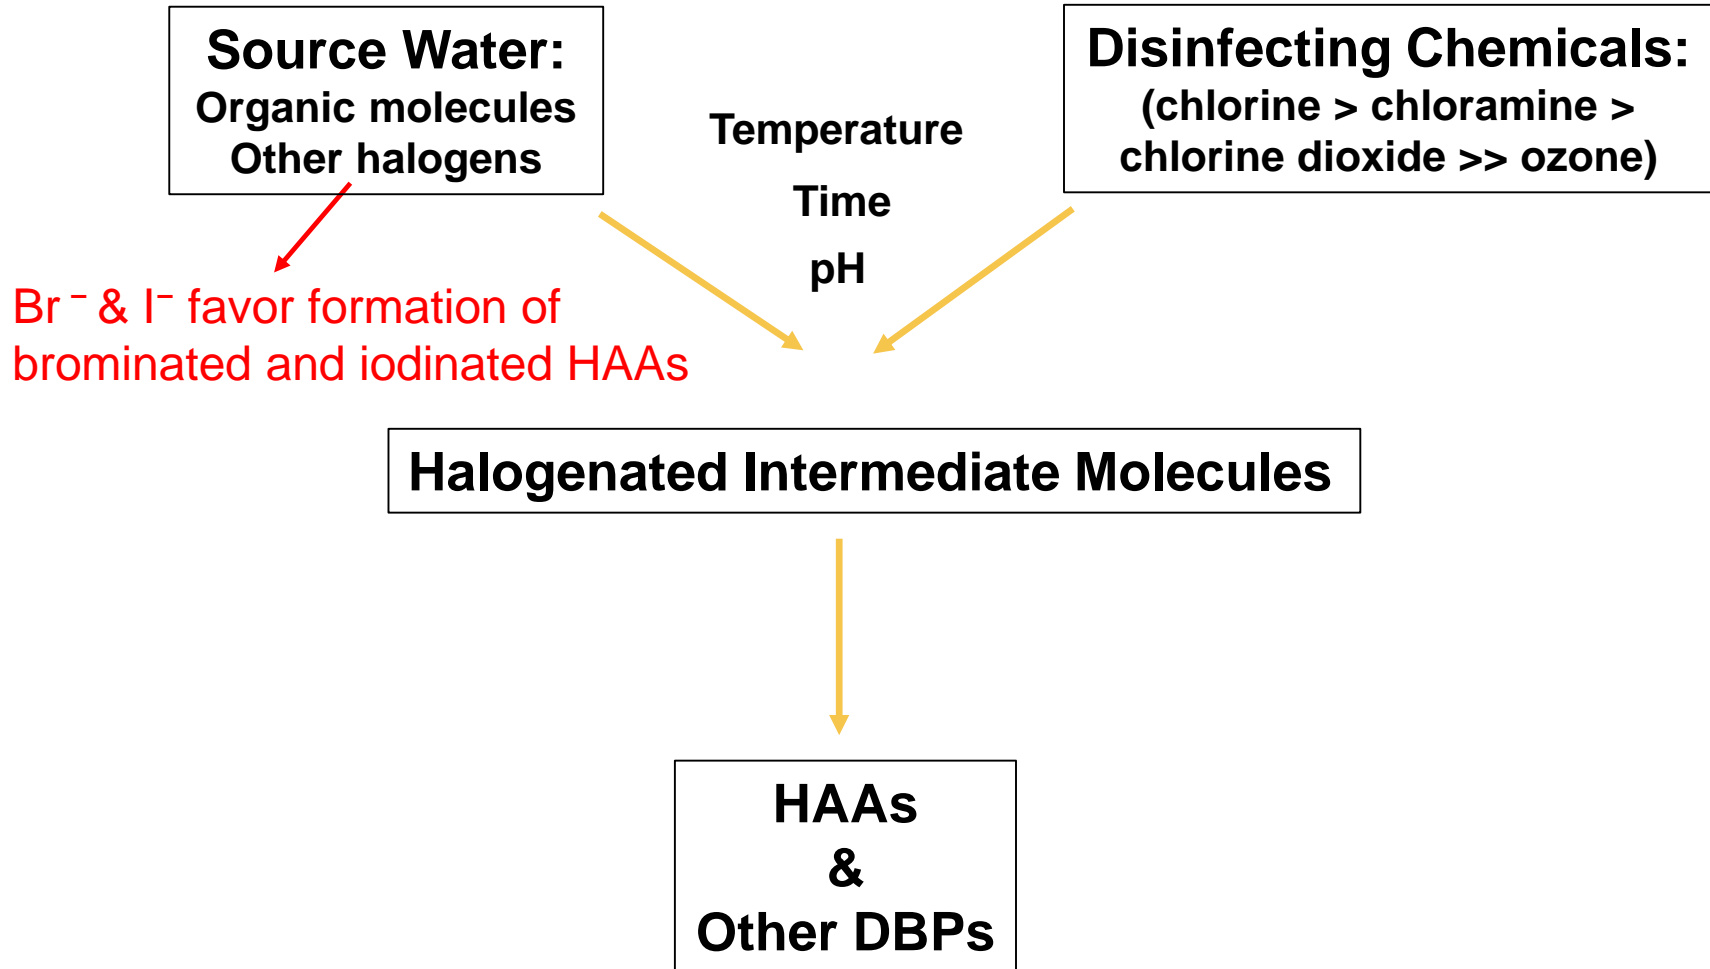 Source Water:
Organic molecules
Other halogens
Disinfecting Chemicals:
(chlorine > chloramine >
chlorine dioxide >> ozone)
Temperature
Time
pH
Br⁻ & I⁻ favor formation of
brominated and iodinated HAAs
Halogenated Intermediate Molecules
HAAs
&
Other DBPs